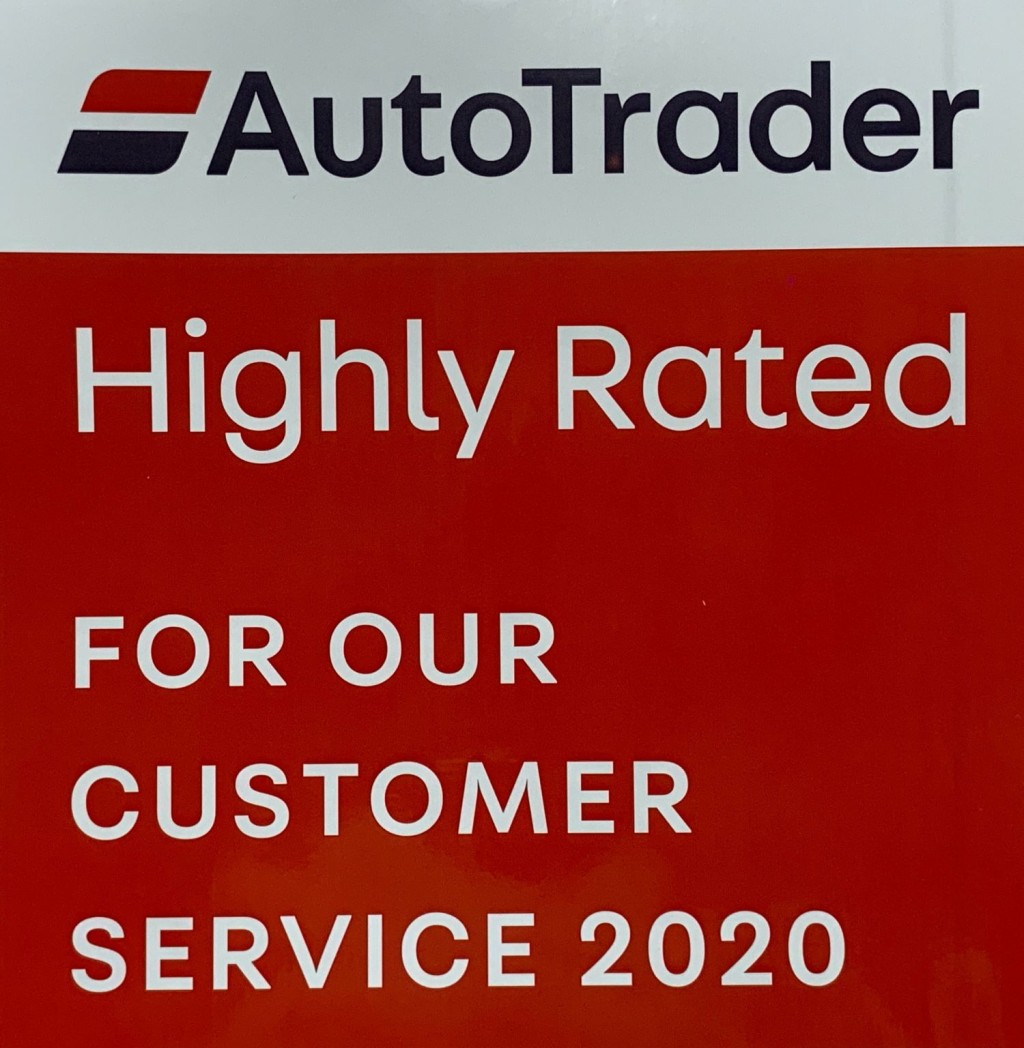 AutoTrader
Highly Rated
FOR OUR
CUSTOMER
SERVICE 2020